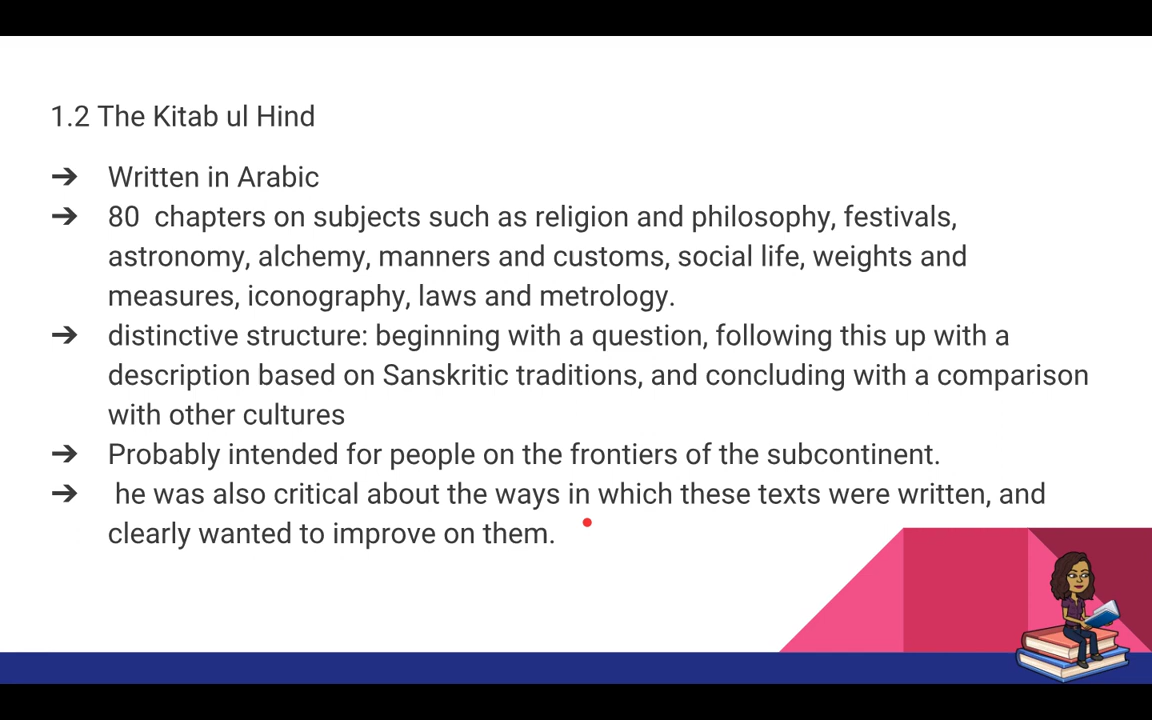 1.2 The Kitab ul Hind
➔ Written in Arabic
➔ 80  chapters on subjects such as religion and philosophy, festivals,
astronomy, alchemy, manners and customs, social life, weights and
measures, iconography, laws and metrology.
➔ distinctive structure: beginning with a question, following this up with a
description based on Sanskritic traditions, and concluding with a comparison
with other cultures
➔ Probably intended for people on the frontiers of the subcontinent.
➔ he was also critical about the ways in which these texts were written, and
clearly wanted to improve on them.